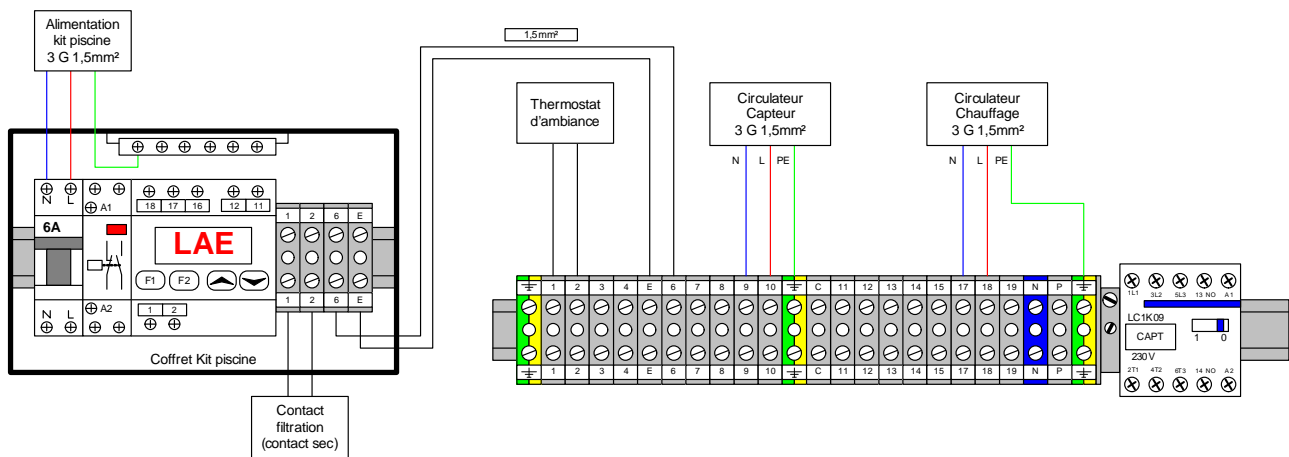 Alimentation
kit piscine
3 G 1,5mm²
1,5mm²
Thermostat
d'ambiance
Circulateur
Capteur
3 G 1,5mm²
Circulateur
Chauffage
3 G 1,5mm²
N L PE
N L PE
N L
A1
18 17 16 12 11
6A
LAE
F1 F2
1 2 6 E
1 2 6 E
N L
A2
1 2
Coffret Kit piscine
Contact
filtration
(contact sec)
1 2 3 4 E 6 7 8 9 10 C 11 12 13 14 15 17 18 19 N P
1 2 3 4 E 6 7 8 9 10 C 11 12 13 14 15 17 18 19 N P
1L1 3L2 5L3 13 NO A1
LC1K09
CAPT
1 0
230V
2T1 4T2 6T3 14 NO A2